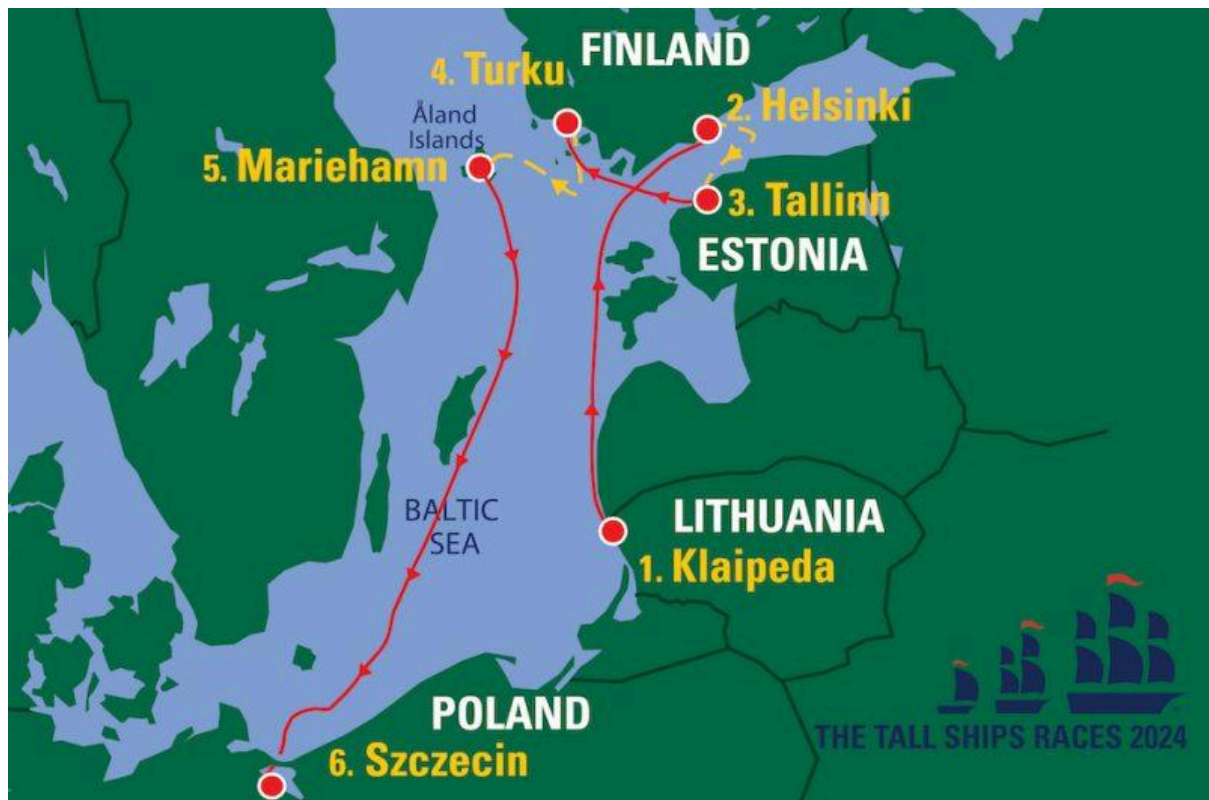 FINLAND
4. Turku
2. Helsinki
Åland
Islands
5. Mariehamn
3. Tallinn
ESTONIA
LITHUANIA
BALTIC
SEA
1. Klaipeda
POLAND
6. Szczecin
THE TALL SHIPS RACES 2024